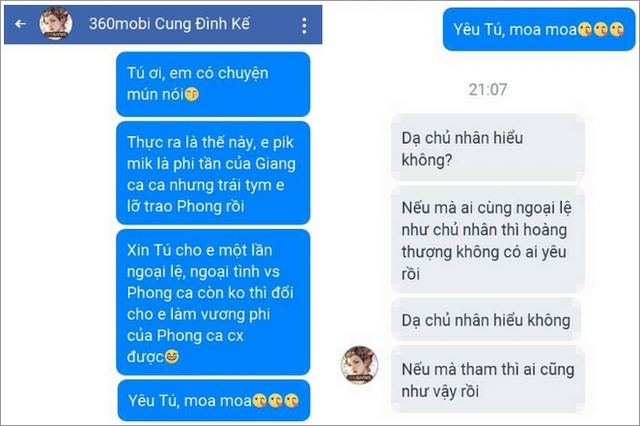 360mobi Cung Đình Kế
Tú ơi, em có chuyện
mún nói
Thực ra là thế này, e pik
mik là phi tần của Giang
ca ca nhưng trái tym e
lỡ trao Phong rồi
Xin Tú cho e một lần
ngoại lệ, ngoại tình vs
Phong ca còn ko thì đổi
cho e làm vương phi
của Phong ca cx
được😅
Yêu Tú, moa moa😘😘😘
Yêu Tú, moa moa😘😘😘
21:07
Dạ chủ nhân hiểu
không?
Nếu mà ai cùng ngoại lệ
như chủ nhân thì hoàng
thượng không có ai yêu
rồi
Dạ chủ nhân hiểu không
Nếu mà tham thì ai cũng
như vậy rồi